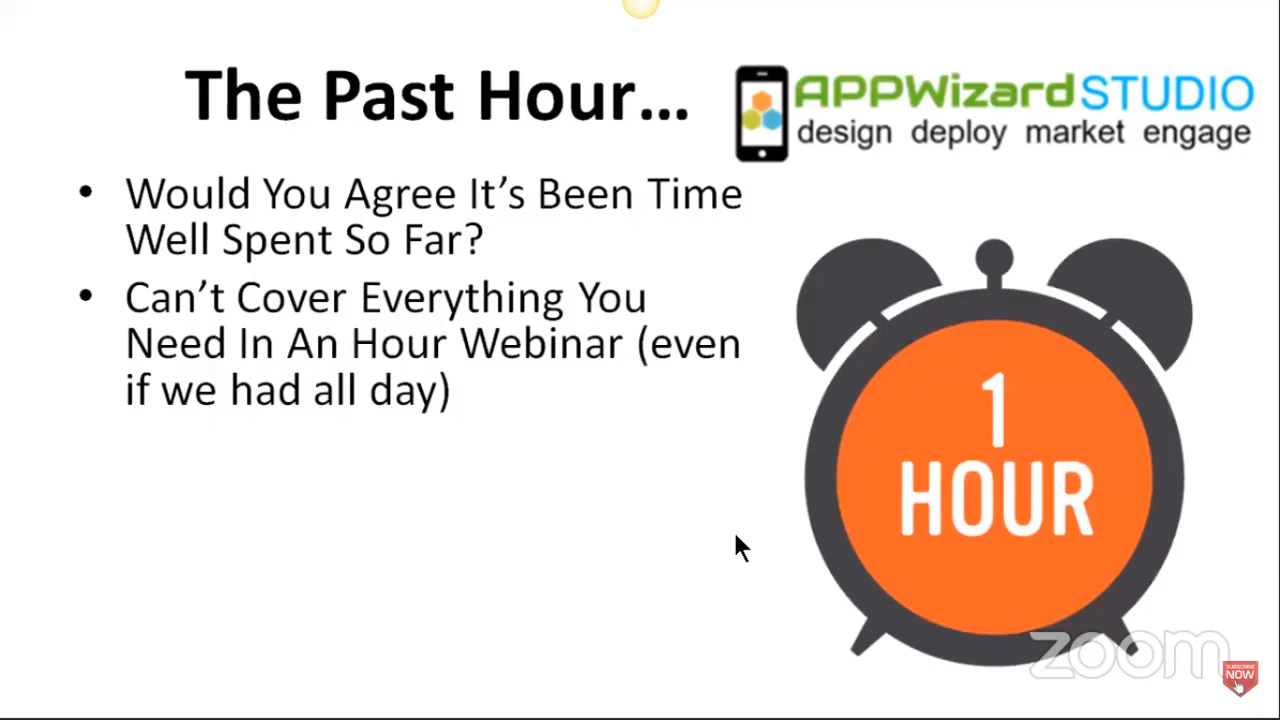 The Past Hour...
APPWizardSTUDIO
design deploy market engage
• Would You Agree It's Been Time
Well Spent So Far?
• Can't Cover Everything You
Need In An Hour Webinar (even
if we had all day)
1
HOUR
zoom
SUBSCRIBE
NOW